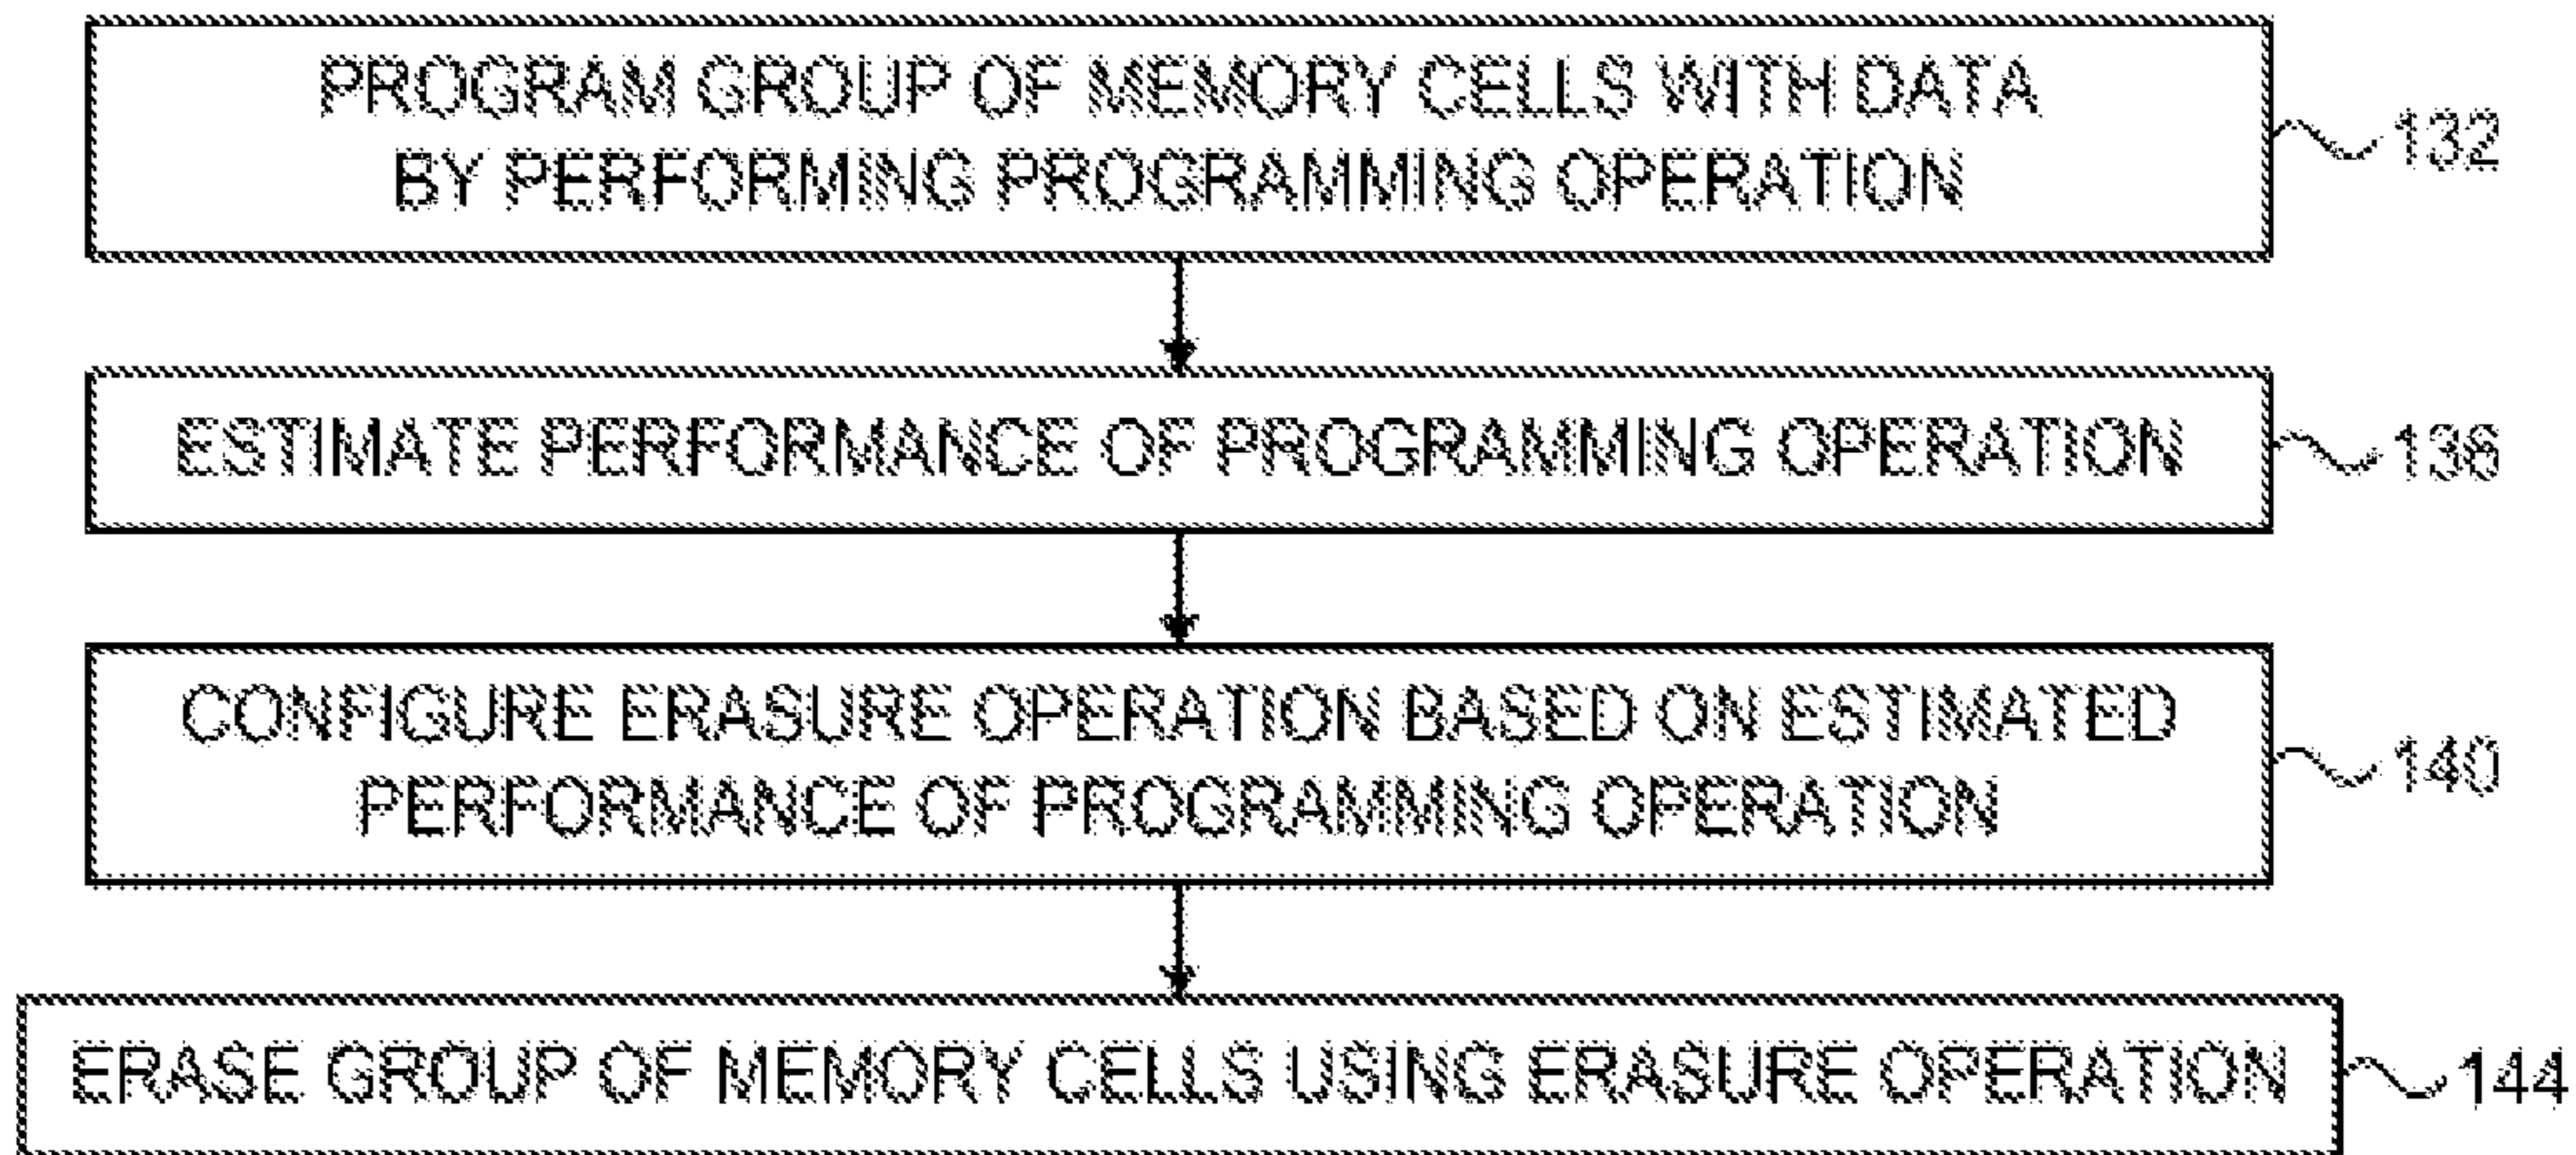 PROGRAM GROUP OF MEMORY CELLS WITH DATA
BY PERFORMING PROGRAMMING OPERATION
132
ESTIMATE PERFORMANCE OF PROGRAMMING OPERATION
136
CONFIGURE ERASURE OPERATION BASED ON ESTIMATED
PERFORMANCE OF PROGRAMMING OPERATION
140
ERASE GROUP OF MEMORY CELLS USING ERASURE OPERATION
144